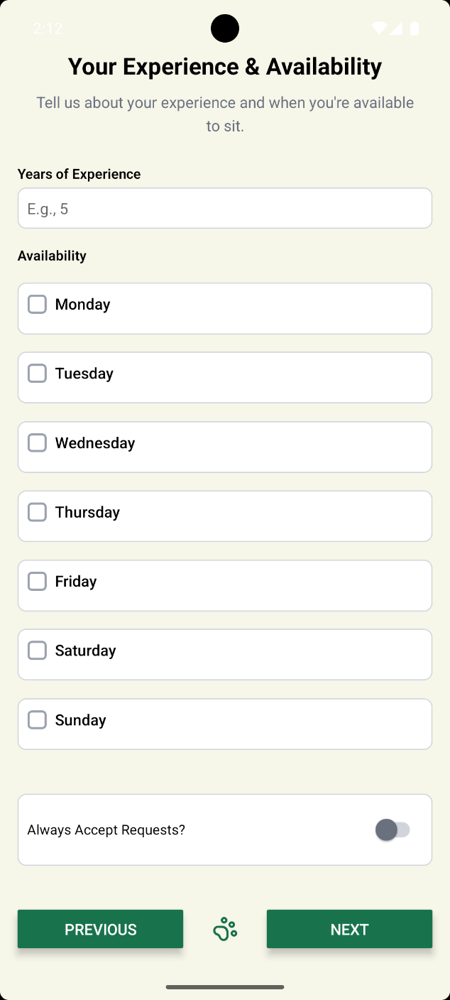 2:12
Your Experience & Availability
Tell us about your experience and when you're available
to sit.
Years of Experience
E.g., 5
Availability
Monday
Tuesday
Wednesday
Thursday
Friday
Saturday
Sunday
Always Accept Requests?
PREVIOUS
NEXT